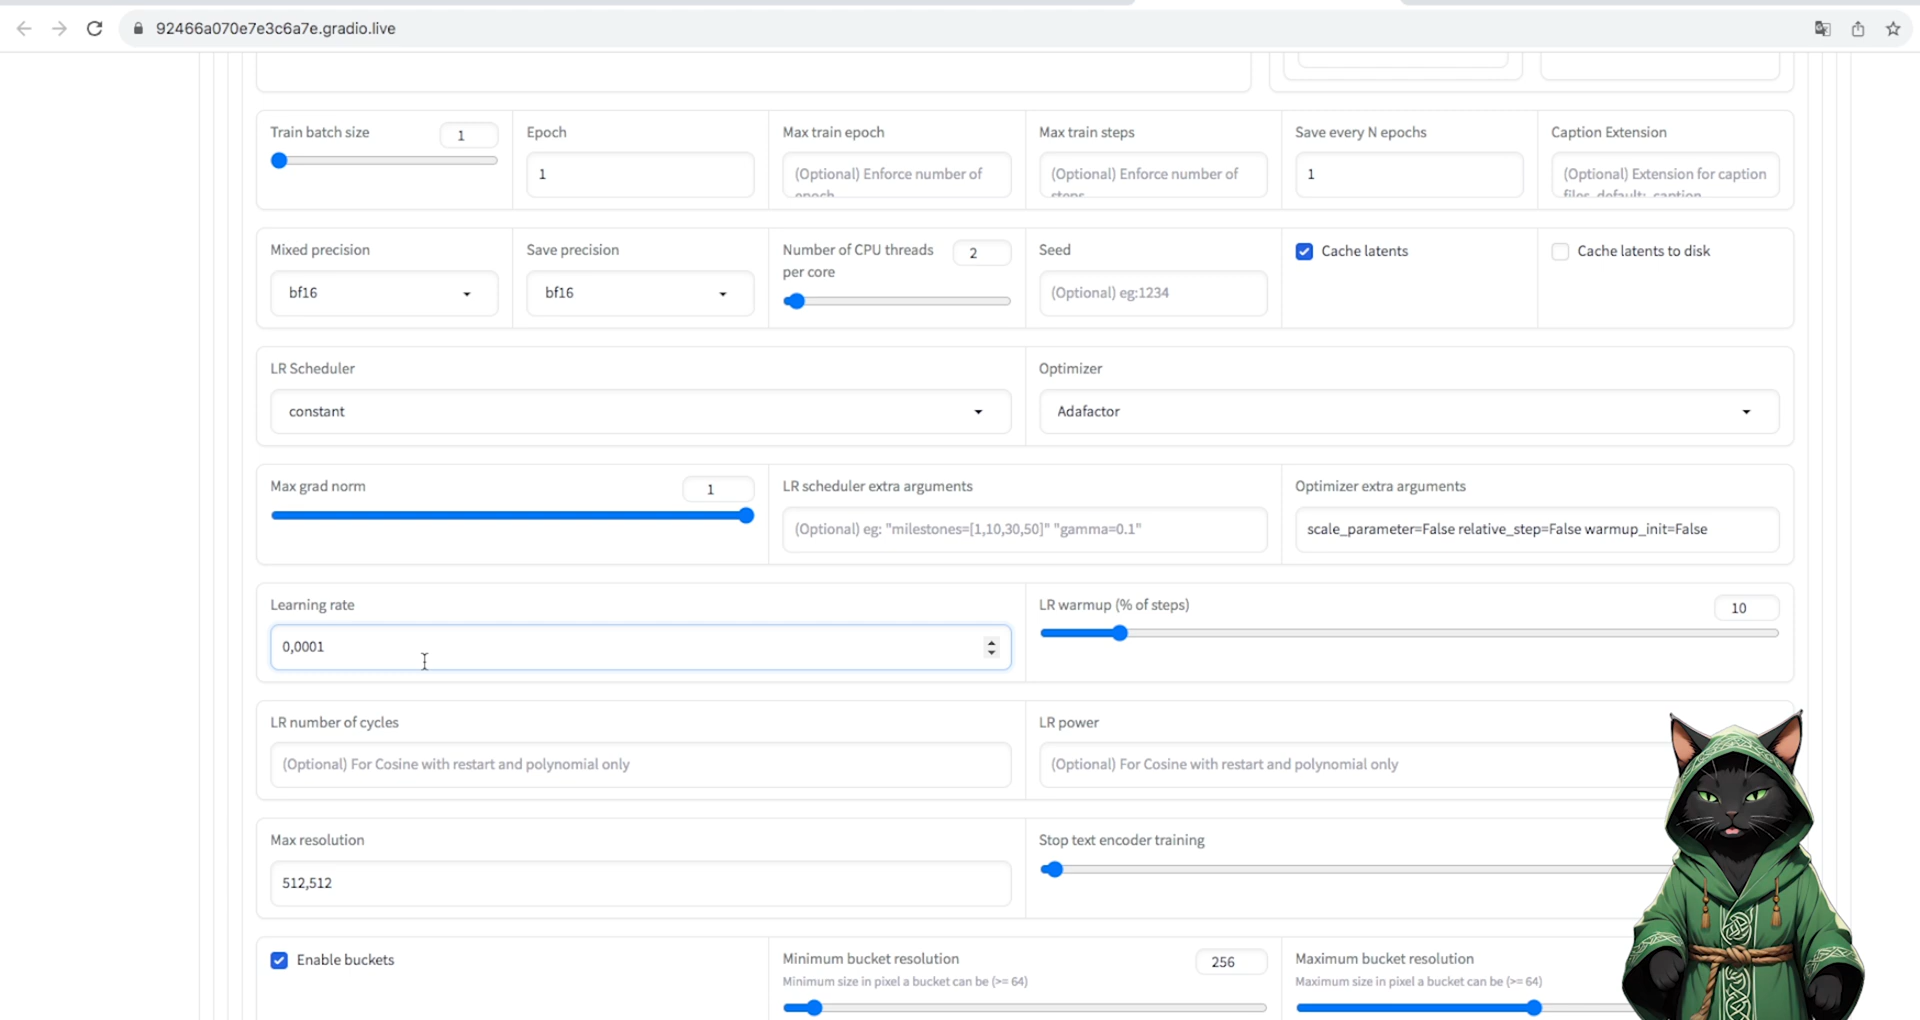 92466a070e7e3c6a7e.gradio.live
Train batch size 1
Epoch
1
Max train epoch
(Optional) Enforce number of
epoch
Max train steps
(Optional) Enforce number of
steps
Save every N epochs
1
Caption Extension
(Optional) Extension for caption
files. default: .caption
Mixed precision
bf16
Save precision
bf16
Number of CPU threads 2
per core
Seed
(Optional) eg:1234
Cache latents
Cache latents to disk
LR Scheduler
constant
Optimizer
Adafactor
Max grad norm 1
LR scheduler extra arguments
(Optional) eg: "milestones=[1,10,30,50]" "gamma=0.1"
Optimizer extra arguments
scale_parameter=False relative_step=False warmup_init=False
Learning rate
0,0001
LR warmup (% of steps) 10
LR number of cycles
(Optional) For Cosine with restart and polynomial only
LR power
(Optional) For Cosine with restart and polynomial only
Max resolution
512,512
Stop text encoder training
Enable buckets
Minimum bucket resolution 256
Minimum size in pixel a bucket can be (>= 64)
Maximum bucket resolution
Maximum size in pixel a bucket can be (>= 64)